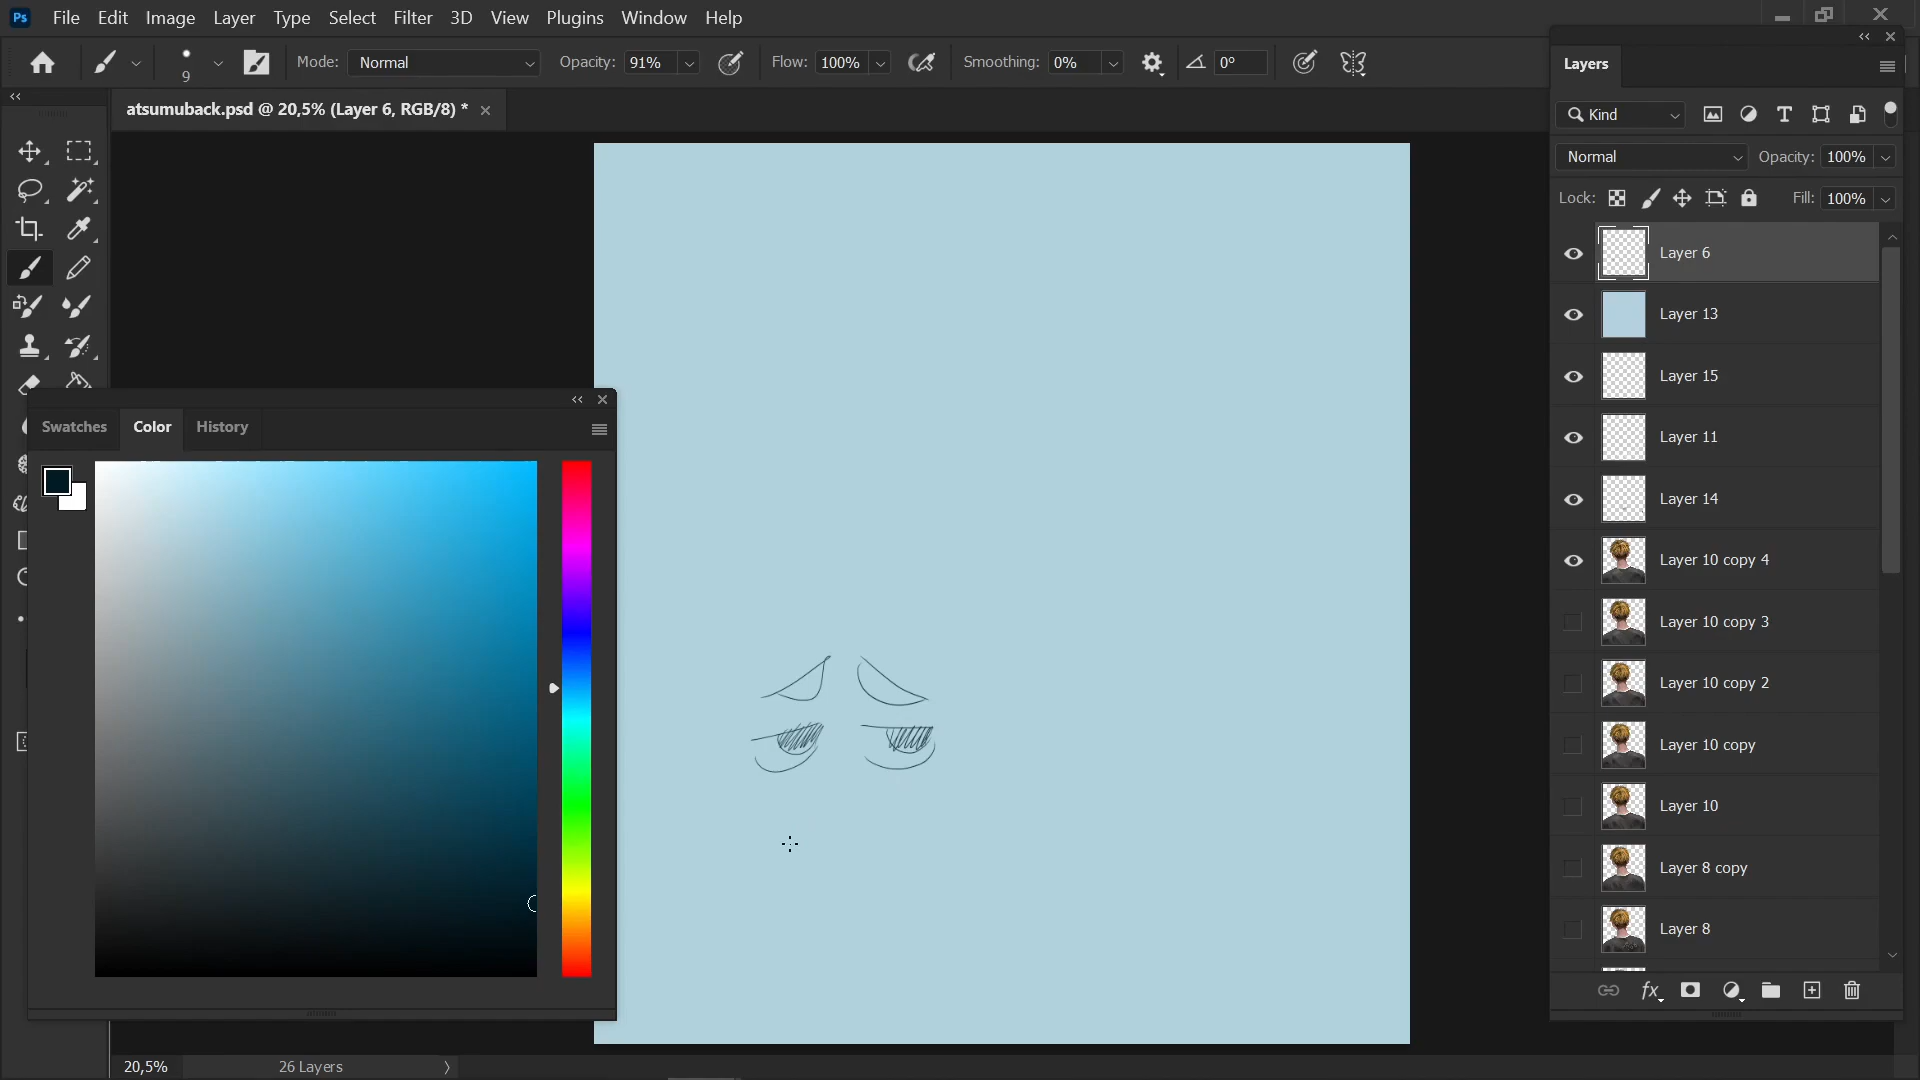 Ps File Edit Image Layer Type Select Filter 3D View Plugins Window Help
9 Mode: Normal Opacity: 91% Flow: 100% Smoothing: 0% 0°
atsumuback.psd @ 20,5% (Layer 6, RGB/8) *
Swatches Color History
20,5% 26 Layers
Layers
Kind
Normal Opacity: 100%
Lock: Fill: 100%
Layer 6
Layer 13
Layer 15
Layer 11
Layer 14
Layer 10 copy 4
Layer 10 copy 3
Layer 10 copy 2
Layer 10 copy
Layer 10
Layer 8 copy
Layer 8
fx